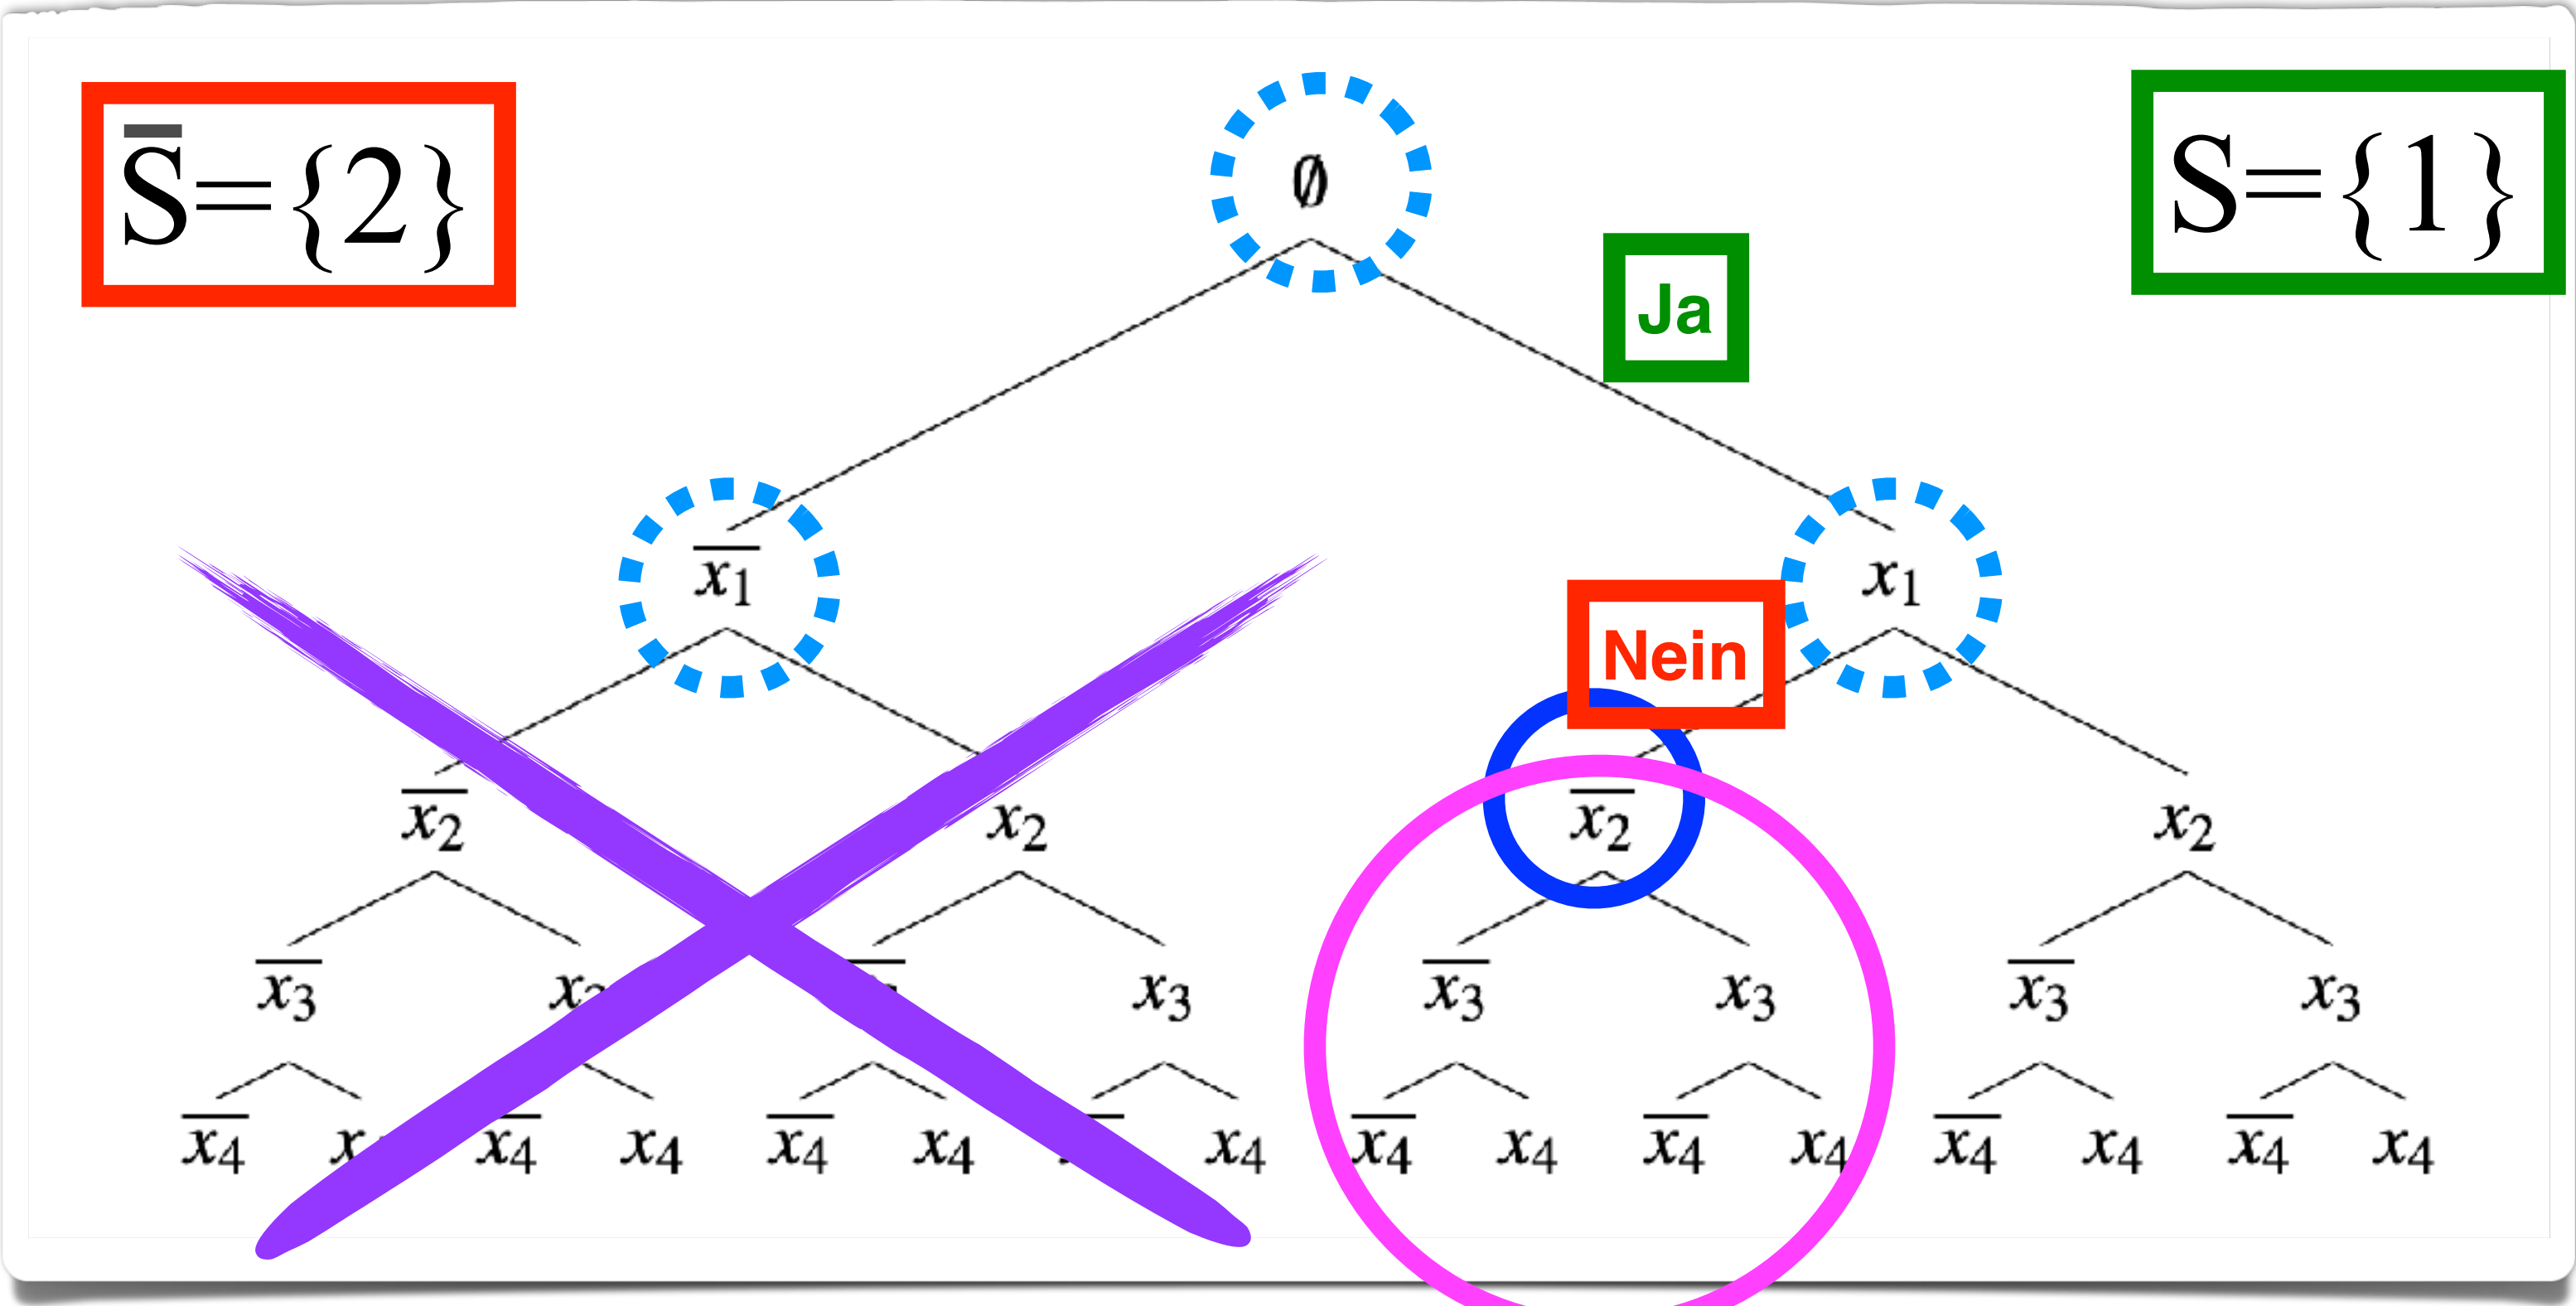 S̅={2} ∅ S={1}
Ja
x̅₁ x₁
Nein
x̅₂ x₂ x̅₂ x₂
x̅₃ x₃ x₃ x̅₃ x₃ x̅₃ x₃
x̅₄ x̅₄ x₄ x̅₄ x₄ x₄ x̅₄ x₄ x̅₄ x₄ x̅₄ x₄ x̅₄ x₄